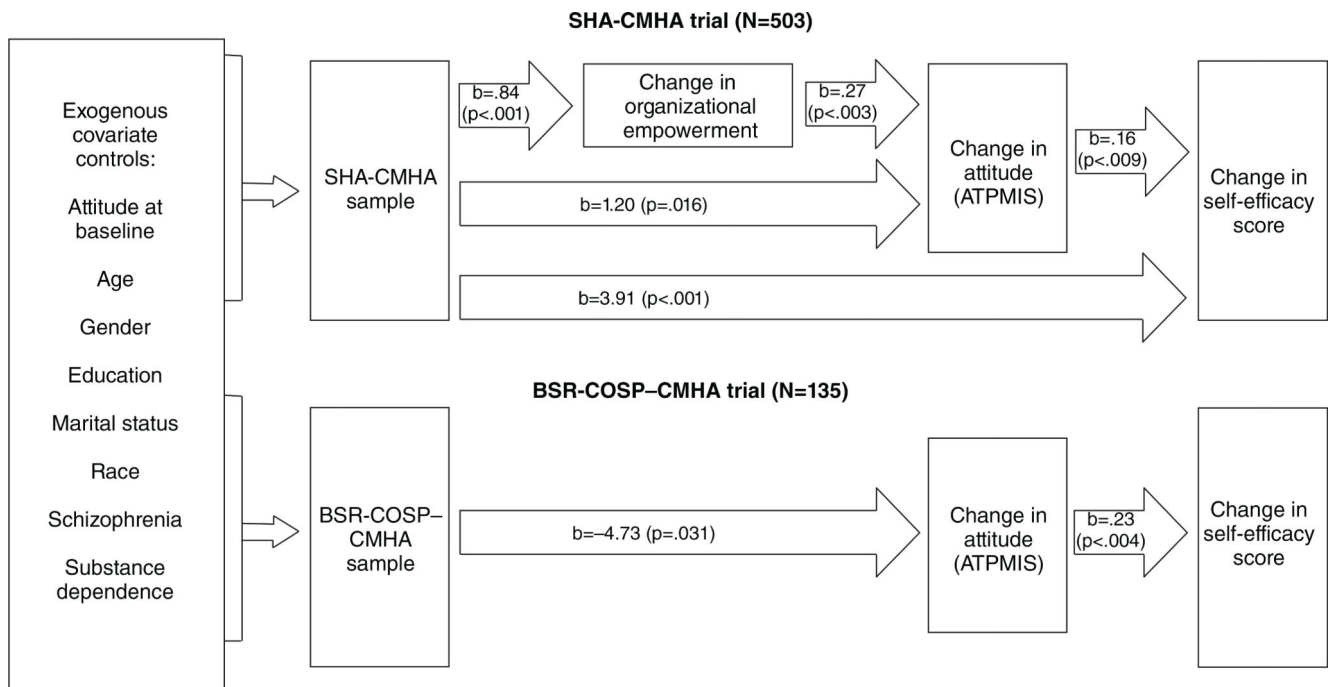 SHA-CMHA trial (N=503)
Exogenous
covariate
controls:
Attitude at
baseline
Age
Gender
Education
Marital status
Race
Schizophrenia
Substance
dependence
SHA-CMHA
sample
b=.84
(p<.001)
Change in
organizational
empowerment
b=.27
(p<.003)
Change in
attitude
(ATPMIS)
b=.16
(p<.009)
Change in
self-efficacy
score
b=1.20 (p=.016)
b=3.91 (p<.001)
BSR-COSP–CMHA trial (N=135)
BSR-COSP–
CMHA
sample
b=–4.73 (p=.031)
Change in
attitude
(ATPMIS)
b=.23
(p<.004)
Change in
self-efficacy
score